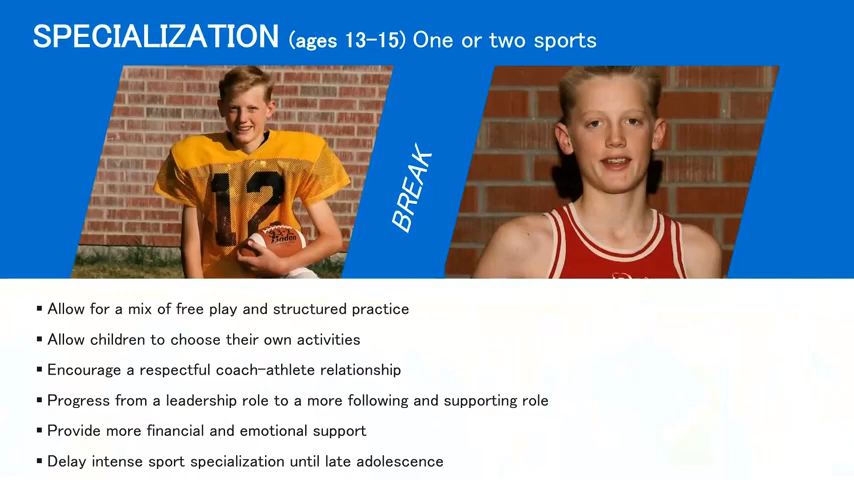 SPECIALIZATION (ages 13-15) One or two sports
BREAK
12
Baden
▪ Allow for a mix of free play and structured practice
▪ Allow children to choose their own activities
▪ Encourage a respectful coach-athlete relationship
▪ Progress from a leadership role to a more following and supporting role
▪ Provide more financial and emotional support
▪ Delay intense sport specialization until late adolescence